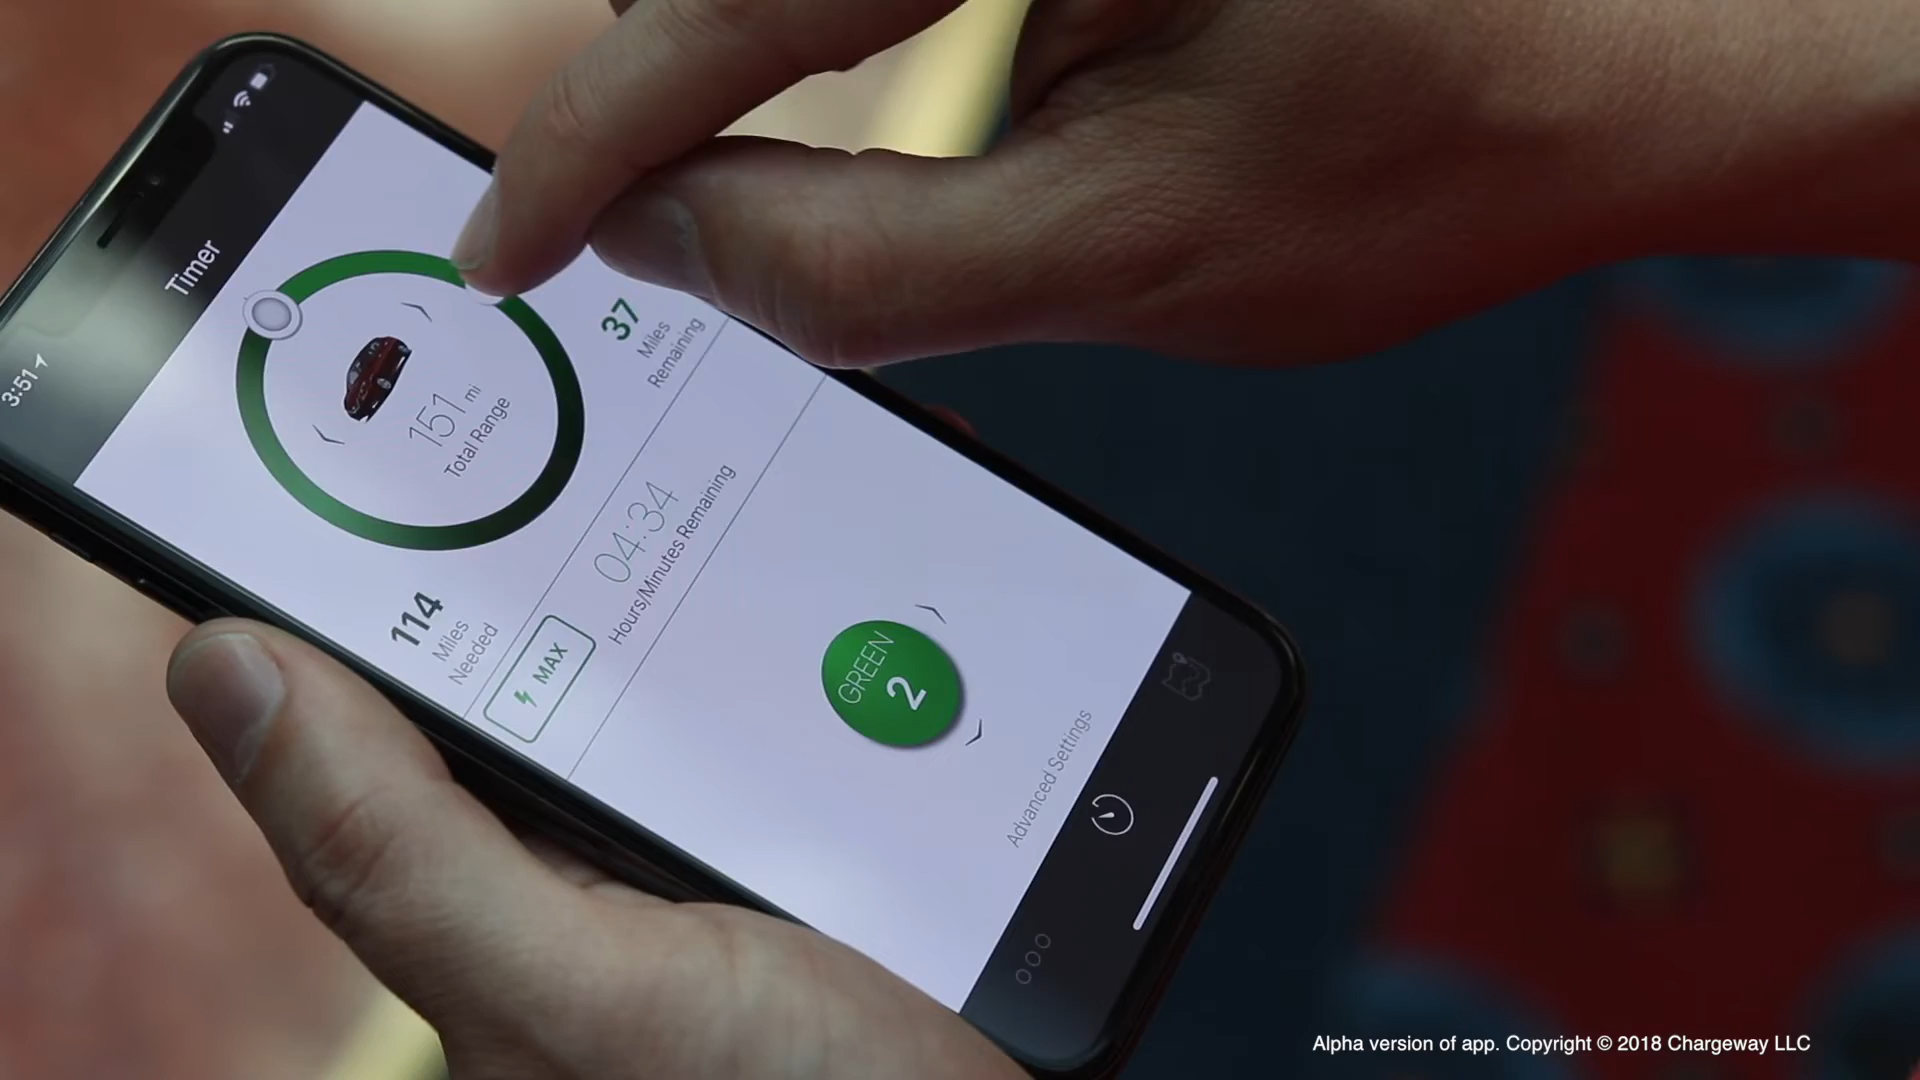 3:51
Timer
151 mi
Total Range
114
Miles
Needed
37
Miles
Remaining
MAX
04:34
Hours/Minutes Remaining
GREEN
2
Advanced Settings
Alpha version of app. Copyright © 2018 Chargeway LLC